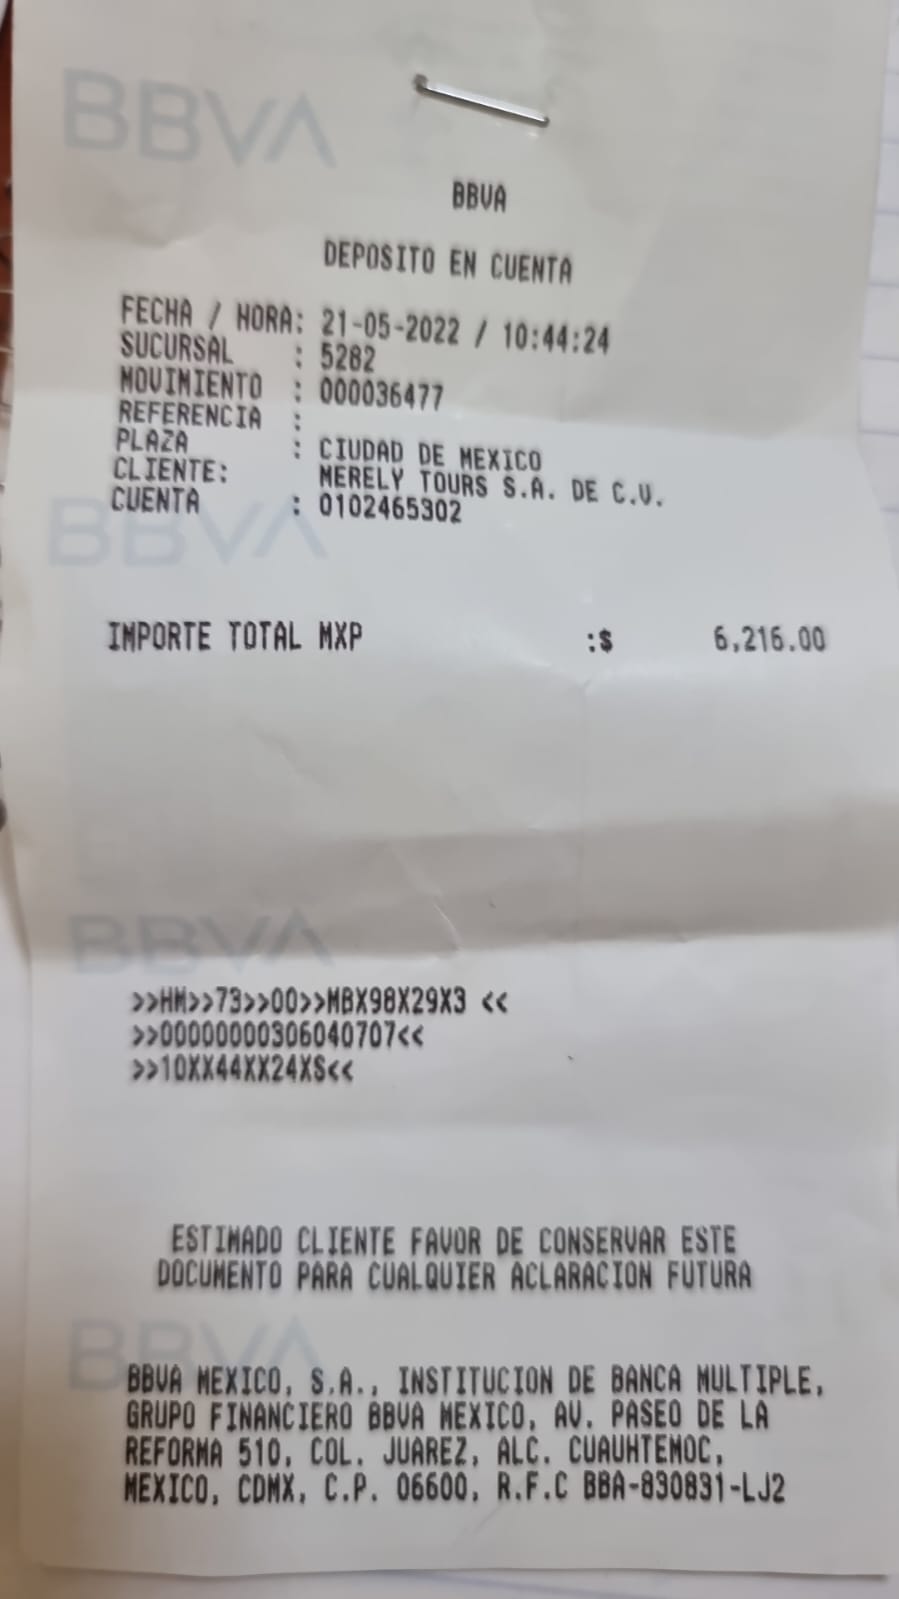 BBVA
BBVA
DEPOSITO EN CUENTA
FECHA / HORA: 21-05-2022 / 10:44:24
SUCURSAL : 5282
MOVIMIENTO : 000036477
REFERENCIA :
PLAZA : CIUDAD DE MEXICO
CLIENTE: MERELY TOURS S.A. DE C.V.
CUENTA : 0102465302
BBVA
IMPORTE TOTAL MXP :$ 6,216.00
BBVA
>>HM>>73>>00>>MBX98X29X3 <<
>>00000000306040707<<
>>10XX44XX24XS<<
ESTIMADO CLIENTE FAVOR DE CONSERVAR ESTE
DOCUMENTO PARA CUALQUIER ACLARACION FUTURA
BBVA
BBVA MEXICO, S.A., INSTITUCION DE BANCA MULTIPLE,
GRUPO FINANCIERO BBVA MEXICO, AV. PASEO DE LA
REFORMA 510, COL. JUAREZ, ALC. CUAUHTEMOC,
MEXICO, CDMX, C.P. 06600, R.F.C BBA-830831-LJ2